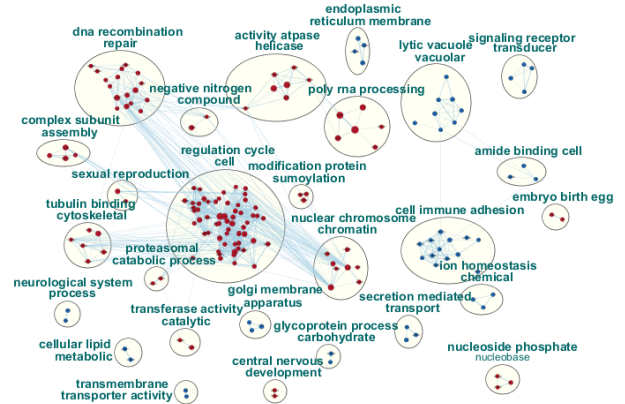 endoplasmic
reticulum membrane
dna recombination
repair
activity atpase
helicase
lytic vacuole
vacuolar
signaling receptor
transducer
negative nitrogen
compound
poly rna processing
complex subunit
assembly
regulation cycle
cell
modification protein
sumoylation
amide binding cell
sexual reproduction
embryo birth egg
tubulin binding
cytoskeletal
nuclear chromosome
chromatin
cell immune adhesion
proteasomal
catabolic process
ion homeostasis
chemical
neurological system
process
golgi membrane
apparatus
secretion mediated
transport
transferase activity
catalytic
glycoprotein process
carbohydrate
cellular lipid
metabolic
nucleoside phosphate
nucleobase
central nervous
development
transmembrane
transporter activity